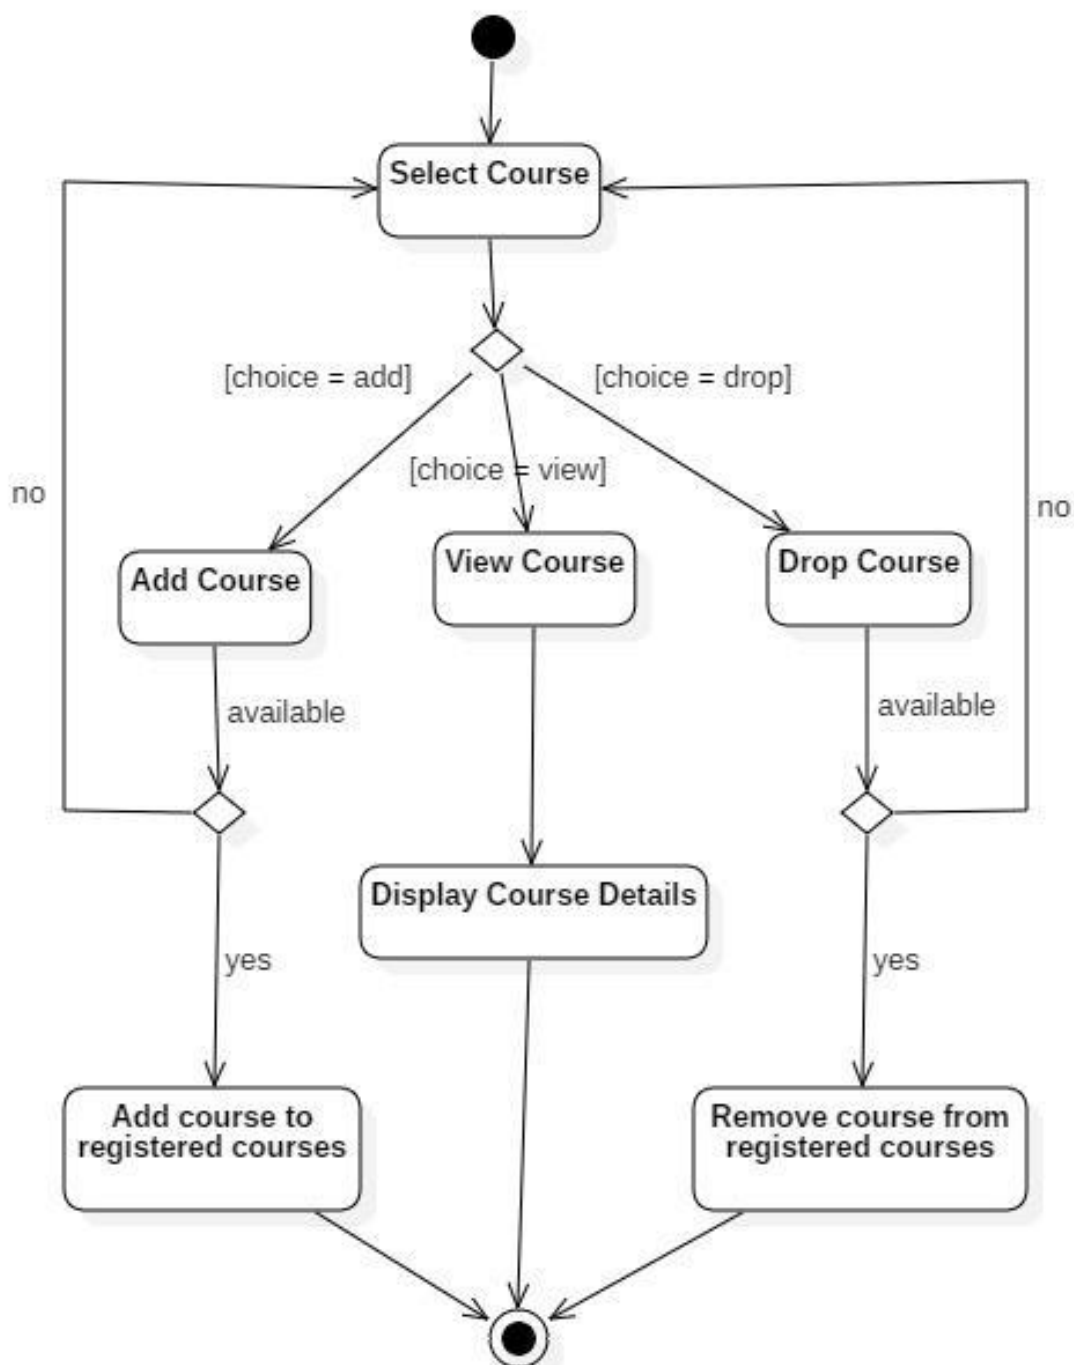 Select Course
[choice = add]
[choice = drop]
[choice = view]
no
no
Add Course
View Course
Drop Course
available
available
Display Course Details
yes
yes
Add course to
registered courses
Remove course from
registered courses